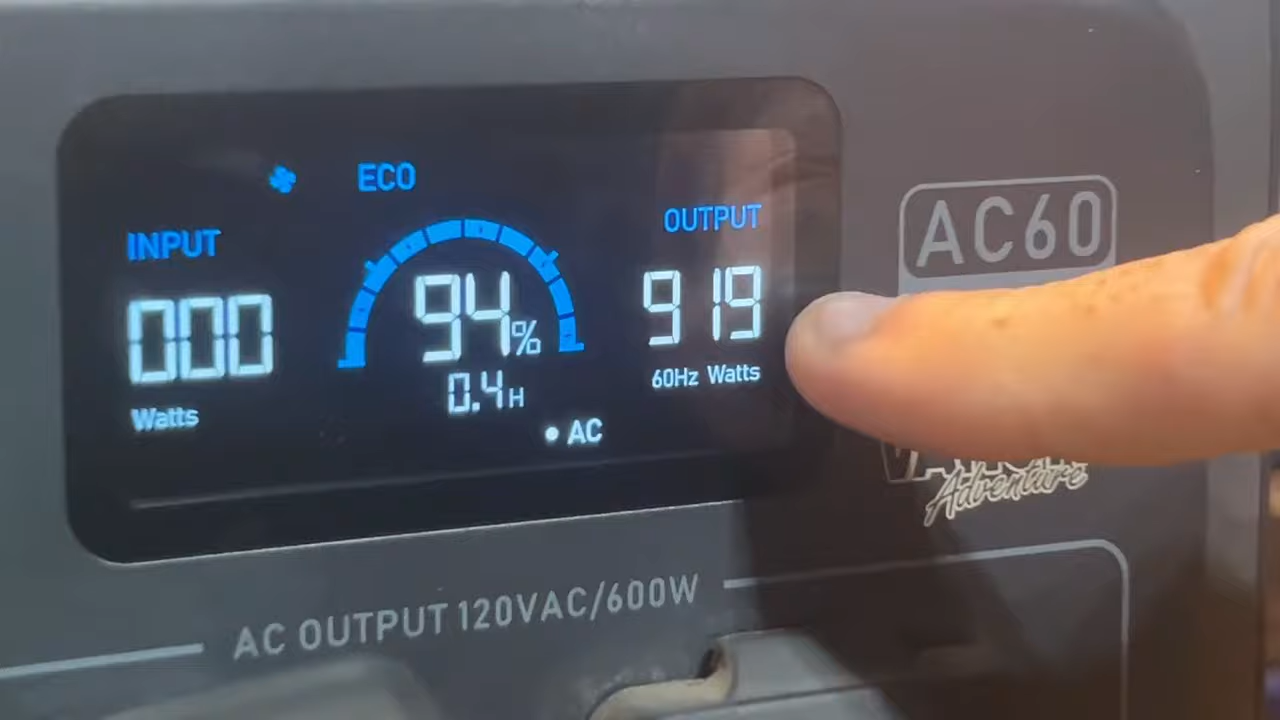 ECO
INPUT
OUTPUT
AC60
000
94%
919
Watts
0.4H
60Hz Watts
• AC
Adventure
AC OUTPUT 120VAC/600W